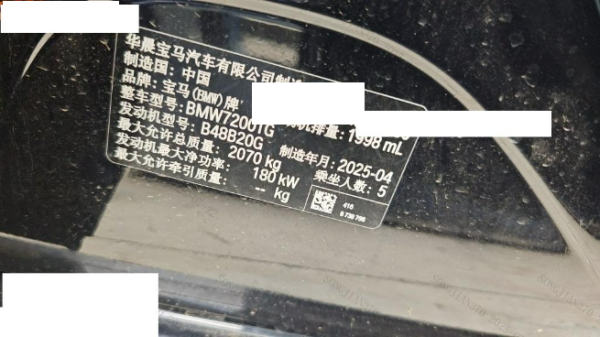 华晨宝马汽车有限公司制造
制造国: 中国
品牌: 宝马(BMW)牌
整车型号: BMW7200TG
发动机型号: B48B20G 排量: 1998 mL
最大允许总质量: 2070 kg 制造年月: 2025-04
发动机最大净功率: 180 kW 乘坐人数: 5
最大允许牵引质量: -- kg
416